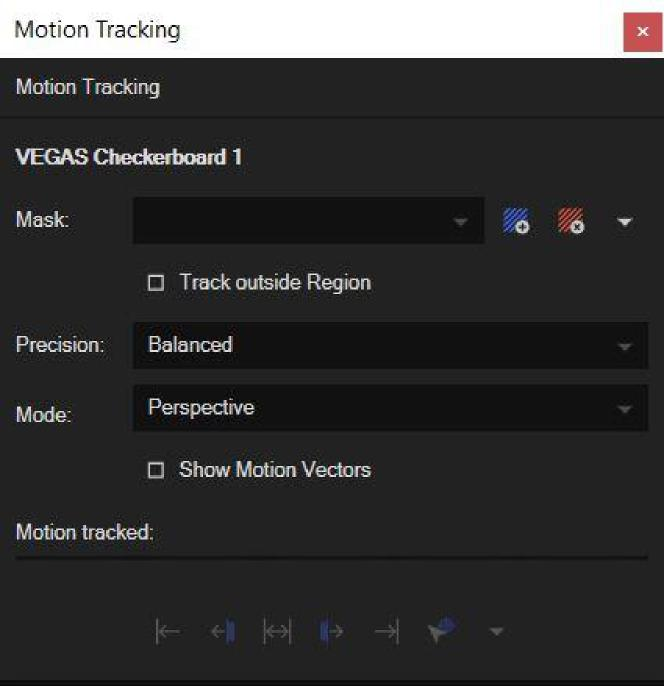 Motion Tracking
Motion Tracking
VEGAS Checkerboard 1
Mask:
Track outside Region
Precision: Balanced
Mode: Perspective
Show Motion Vectors
Motion tracked: